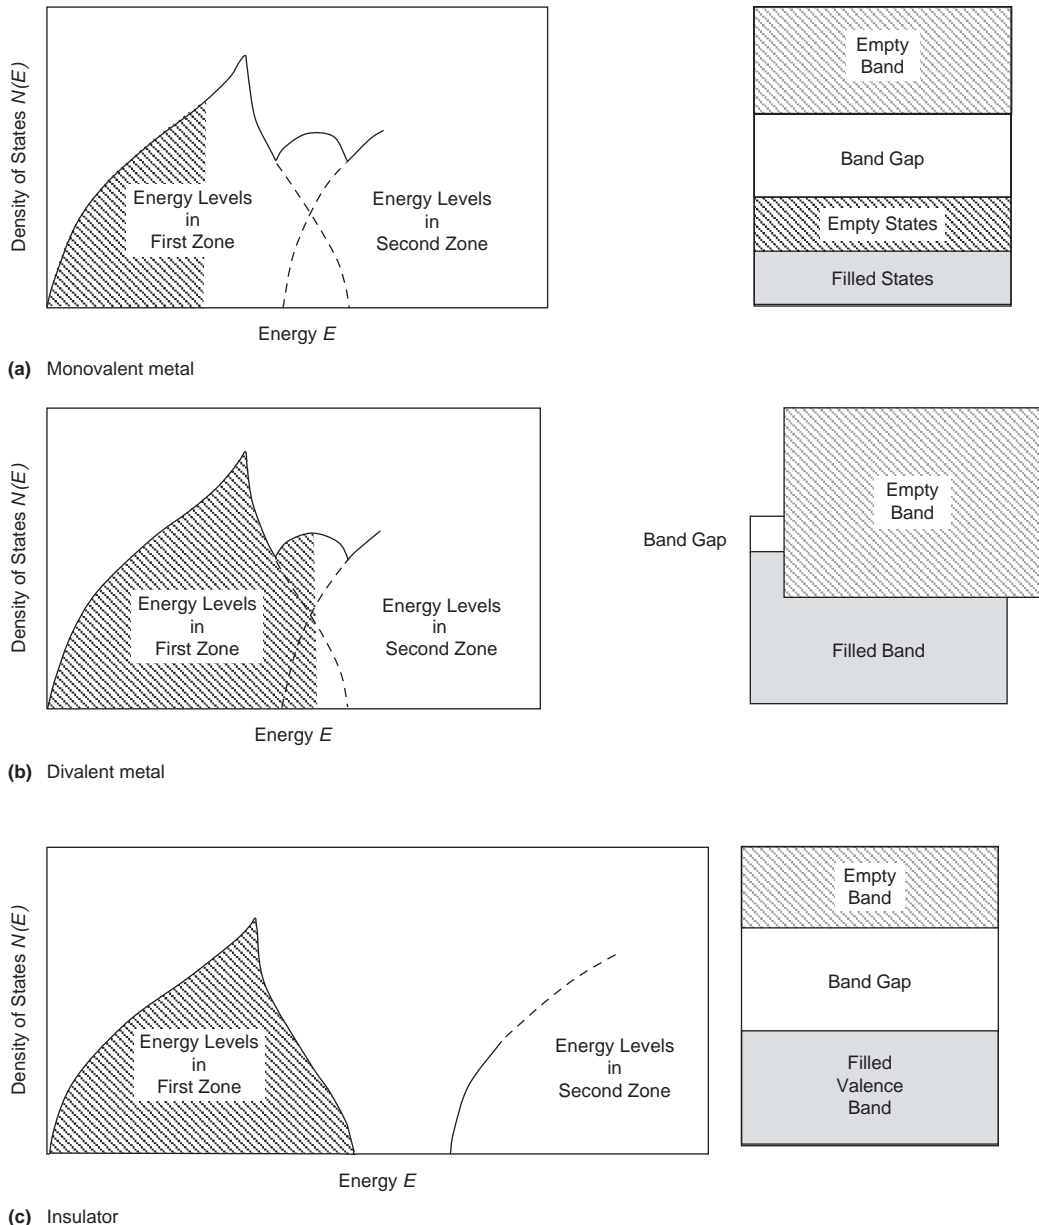 Density of States N(E)
Energy Levels
in
First Zone
Energy Levels
in
Second Zone
Energy E
Empty
Band
Band Gap
Empty States
Filled States
(a) Monovalent metal
Density of States N(E)
Energy Levels
in
First Zone
Energy Levels
in
Second Zone
Energy E
Band Gap
Empty
Band
Filled Band
(b) Divalent metal
Density of States N(E)
Energy Levels
in
First Zone
Energy Levels
in
Second Zone
Energy E
Empty
Band
Band Gap
Filled
Valence
Band
(c) Insulator